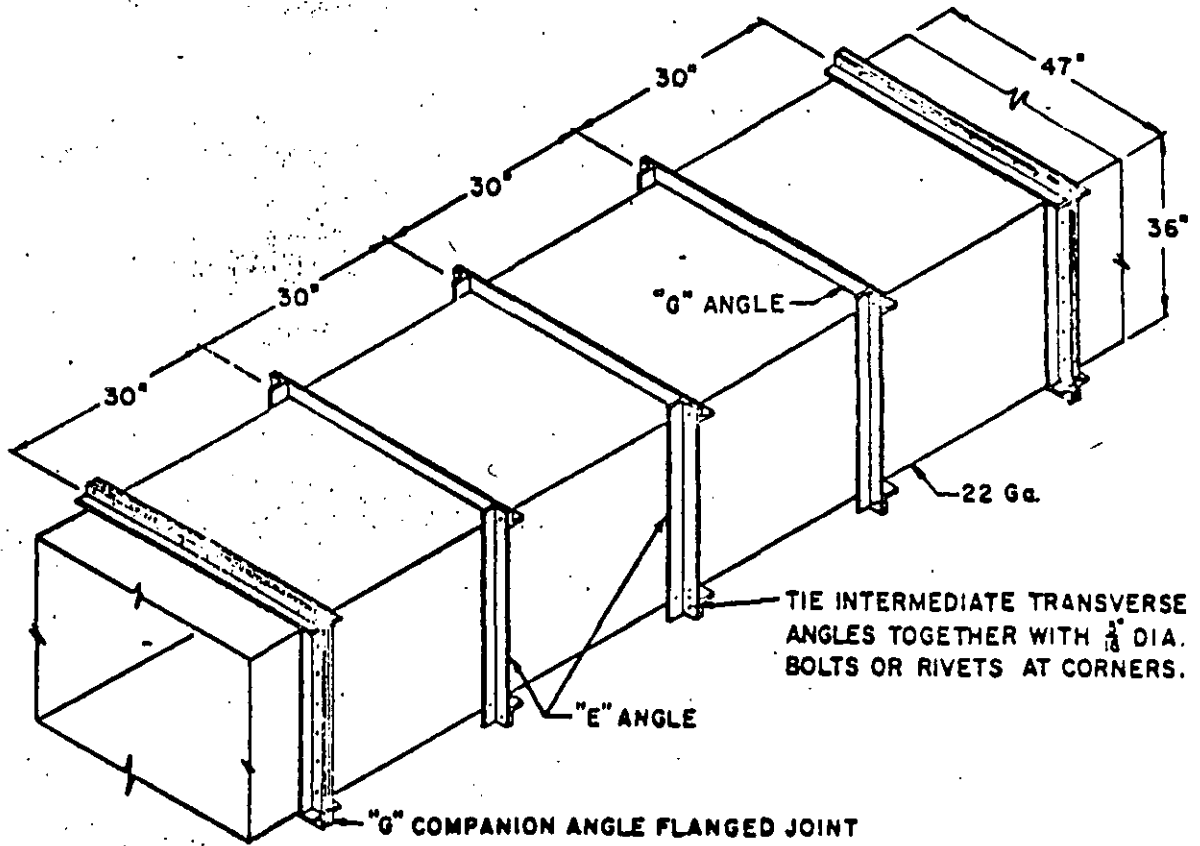 47"
30"
30"
36"
30"
"G" ANGLE
30"
22 Ga.
TIE INTERMEDIATE TRANSVERSE
ANGLES TOGETHER WITH 3/16" DIA.
BOLTS OR RIVETS AT CORNERS.
"E" ANGLE
"G" COMPANION ANGLE FLANGED JOINT